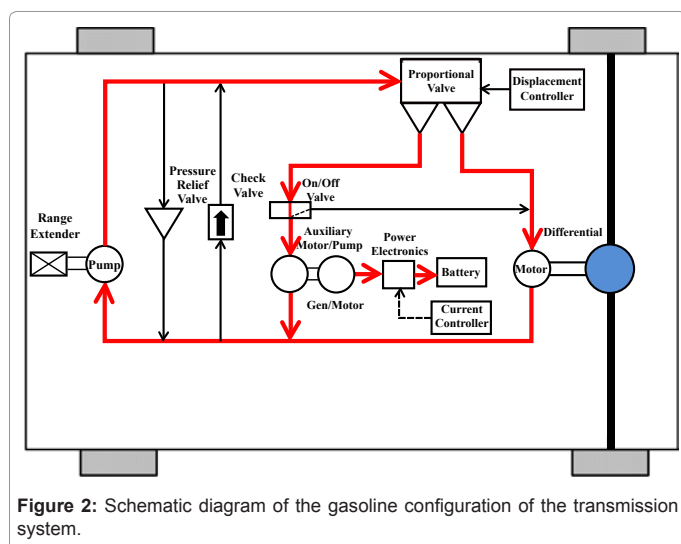 Proportional
Valve
Displacement
Controller
Pressure
Relief
Valve
Check
Valve
On/Off
Valve
Range
Extender
Pump
Auxiliary
Motor/Pump
Power
Electronics
Differential
Battery
Motor
Gen/Motor
Current
Controller
Figure 2: Schematic diagram of the gasoline configuration of the transmission
system.